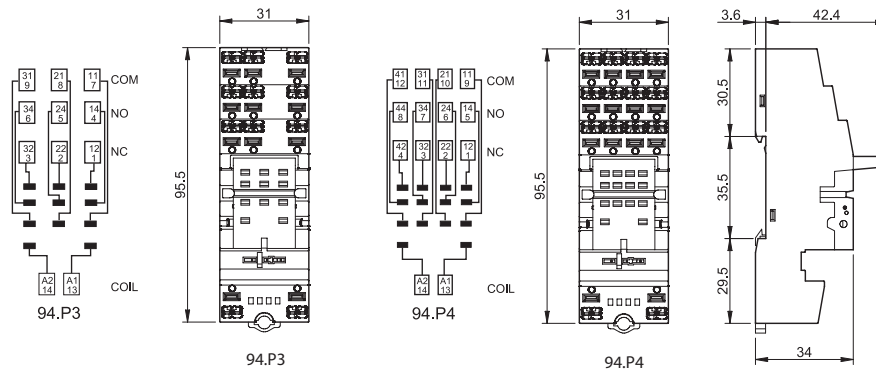 31 21 11 COM
9 8 7
34 24 14 NO
6 5 4
32 22 12 NC
3 2 1
A2 A1 COIL
14 13
94.P3
31
95.5
94.P3
41 31 21 11 COM
12 11 10 9
44 34 24 14 NO
8 7 6 5
42 32 22 12 NC
4 3 2 1
A2 A1 COIL
14 13
94.P4
31
95.5
94.P4
3.6 42.4
30.5
35.5
29.5
34